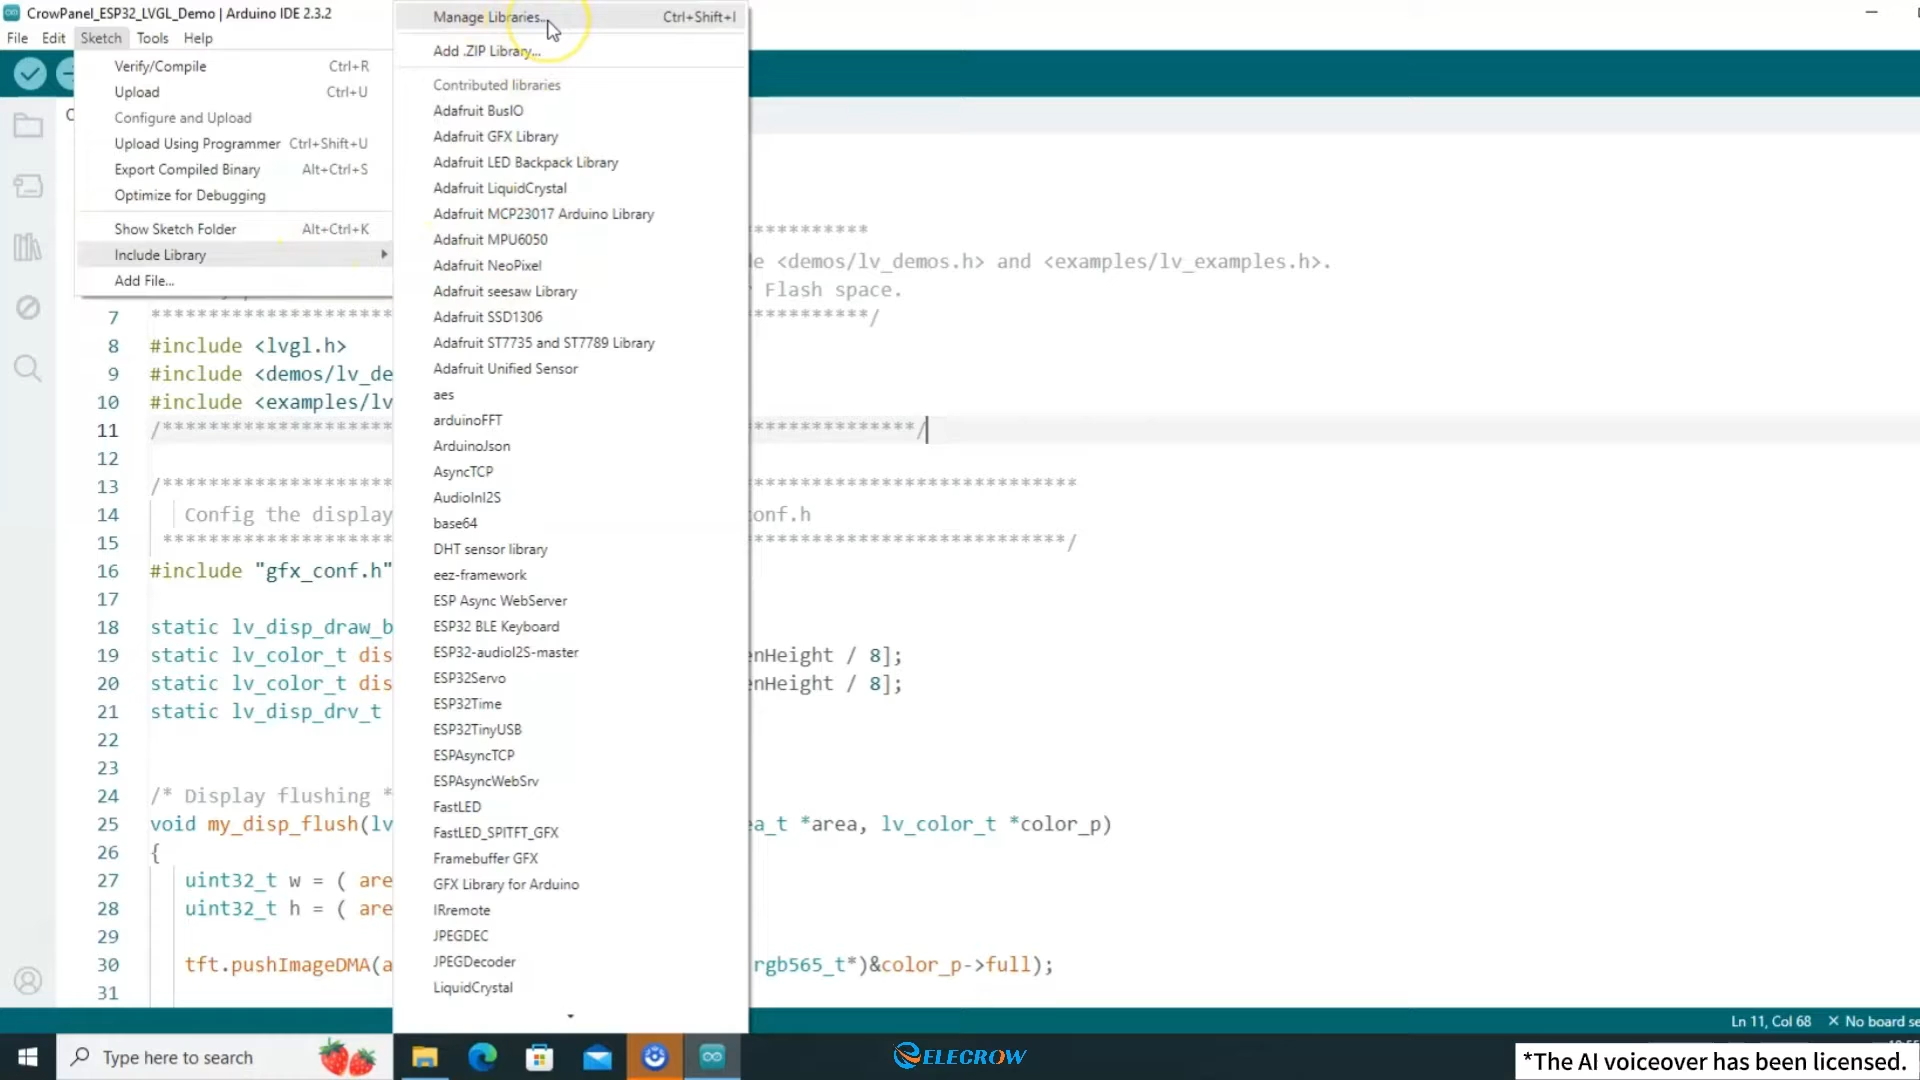 CrowPanel_ESP32_LVGL_Demo | Arduino IDE 2.3.2
File Edit Sketch Tools Help
Verify/Compile Ctrl+R
Upload Ctrl+U
Configure and Upload
Upload Using Programmer Ctrl+Shift+U
Export Compiled Binary Alt+Ctrl+S
Optimize for Debugging
Show Sketch Folder Alt+Ctrl+K
Include Library
Add File...
Manage Libraries... Ctrl+Shift+I
Add .ZIP Library...
Contributed libraries
Adafruit BusIO
Adafruit GFX Library
Adafruit LED Backpack Library
Adafruit LiquidCrystal
Adafruit MCP23017 Arduino Library
Adafruit MPU6050
Adafruit NeoPixel
Adafruit seesaw Library
Adafruit SSD1306
Adafruit ST7735 and ST7789 Library
Adafruit Unified Sensor
aes
arduinoFFT
ArduinoJson
AsyncTCP
AudioInI2S
base64
DHT sensor library
eez-framework
ESP Async WebServer
ESP32 BLE Keyboard
ESP32-audioI2S-master
ESP32Servo
ESP32Time
ESP32TinyUSB
ESPAsyncTCP
ESPAsyncWebSrv
FastLED
FastLED_SPITFT_GFX
Framebuffer GFX
GFX Library for Arduino
IRremote
JPEGDEC
JPEGDecoder
LiquidCrystal
**********
<demos/lv_demos.h> and <examples/lv_examples.h>.
Flash space.
7 ********************* ***********/
8 #include <lvgl.h>
9 #include <demos/lv_de
10 #include <examples/lv
11 /******************** **************/
12
13 /******************** ****************************
14 Config the display onf.h
15 ******************** ***************************/
16 #include "gfx_conf.h"
17
18 static lv_disp_draw_b
19 static lv_color_t dis enHeight / 8];
20 static lv_color_t dis enHeight / 8];
21 static lv_disp_drv_t
22
23
24 /* Display flushing *
25 void my_disp_flush(lv ea_t *area, lv_color_t *color_p)
26 {
27 uint32_t w = ( are
28 uint32_t h = ( are
29
30 tft.pushImageDMA(a rgb565_t*)&color_p->full);
31
Ln 11, Col 68 × No board se
Type here to search
ELECROW
*The AI voiceover has been licensed.